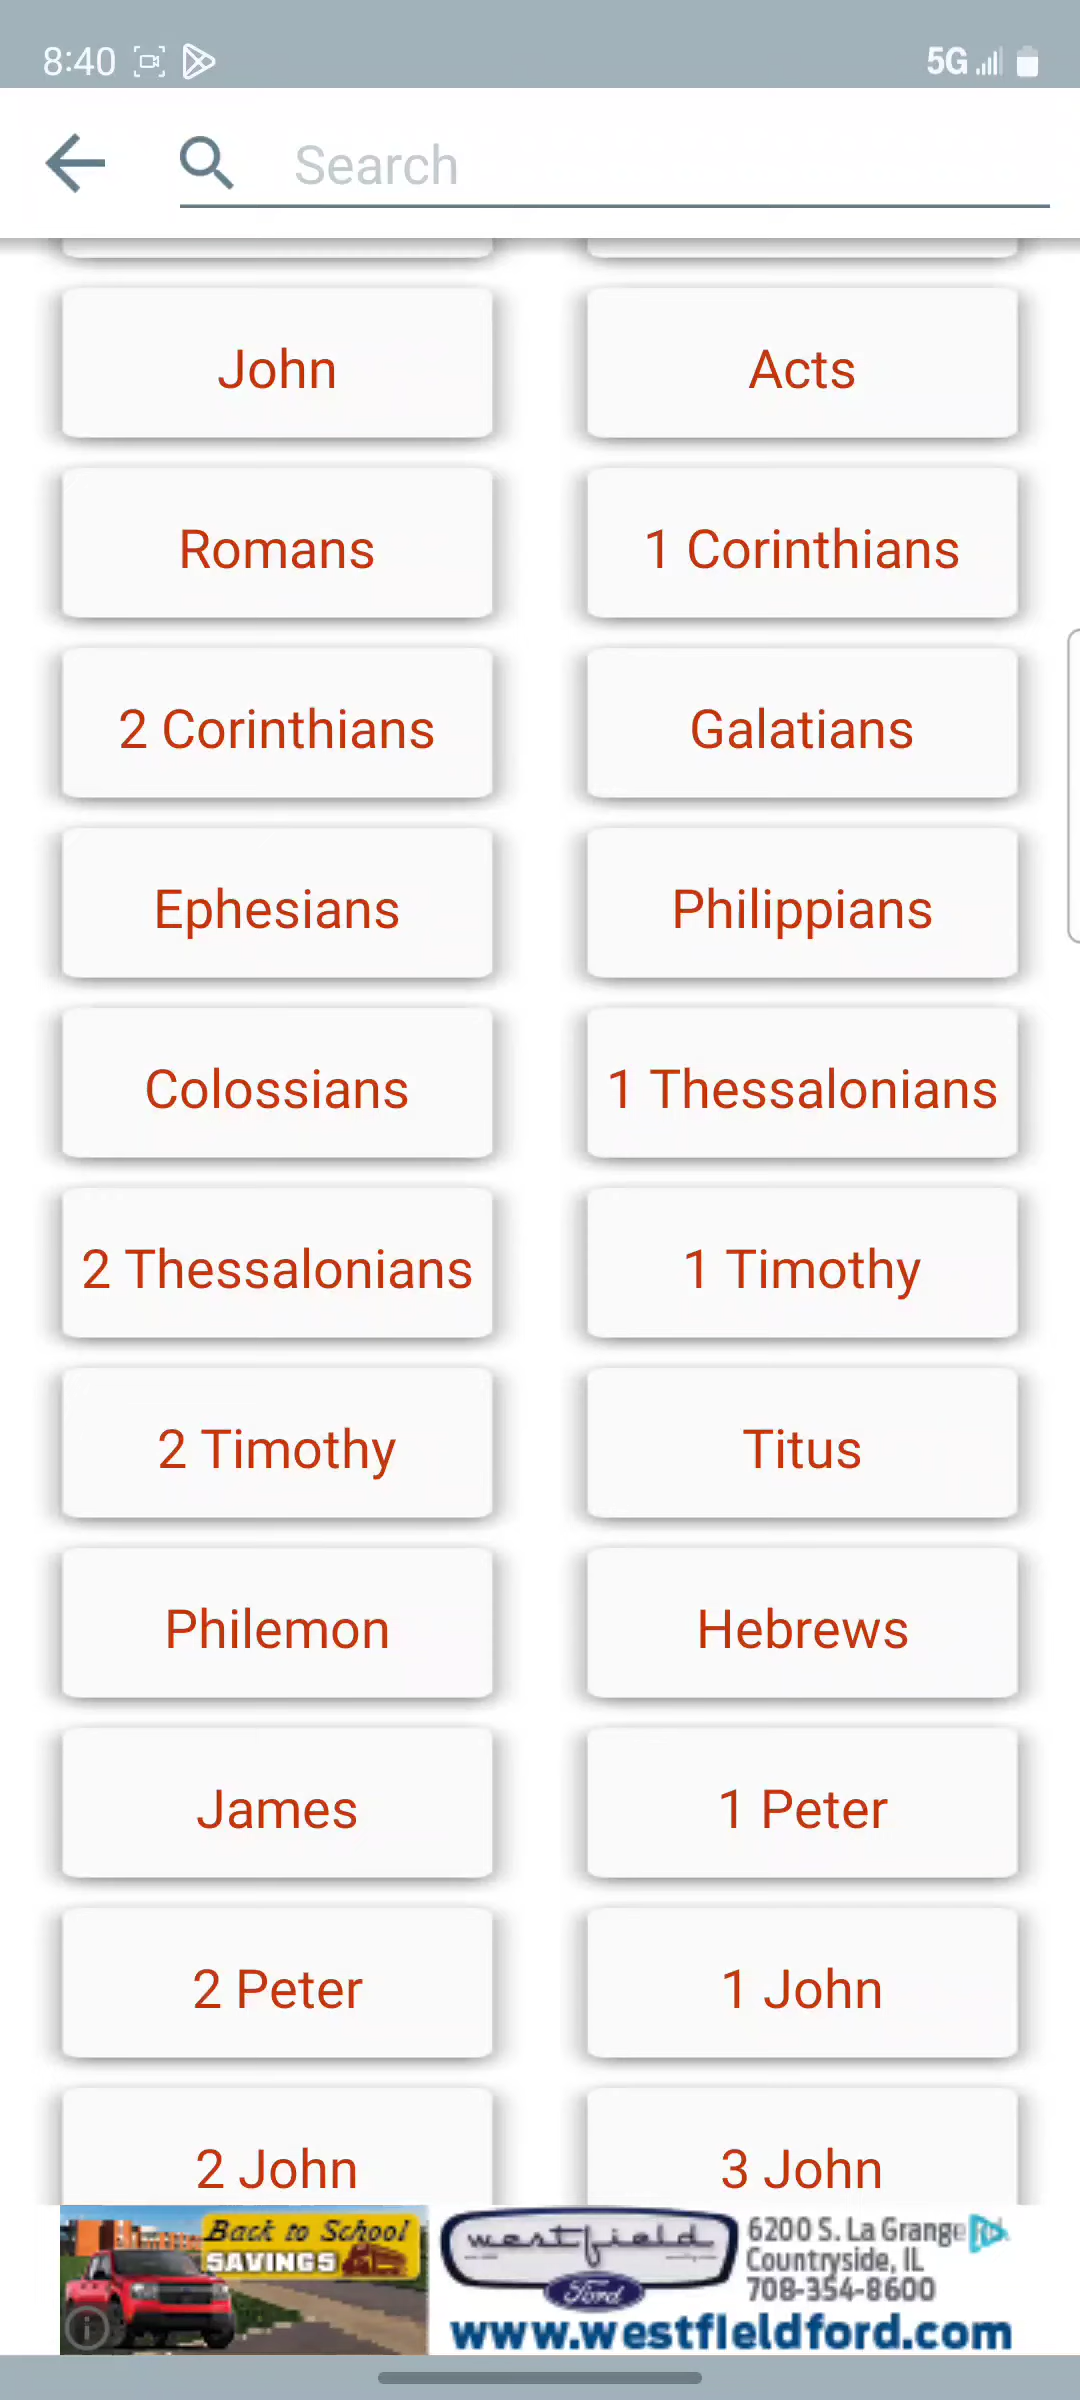 8:40
5G
Search
John
Acts
Romans
1 Corinthians
2 Corinthians
Galatians
Ephesians
Philippians
Colossians
1 Thessalonians
2 Thessalonians
1 Timothy
2 Timothy
Titus
Philemon
Hebrews
James
1 Peter
2 Peter
1 John
2 John
3 John
Back to School
SAVINGS
westfield
Ford
6200 S. La Grange
Countryside, IL
708-354-8600
www.westfieldford.com